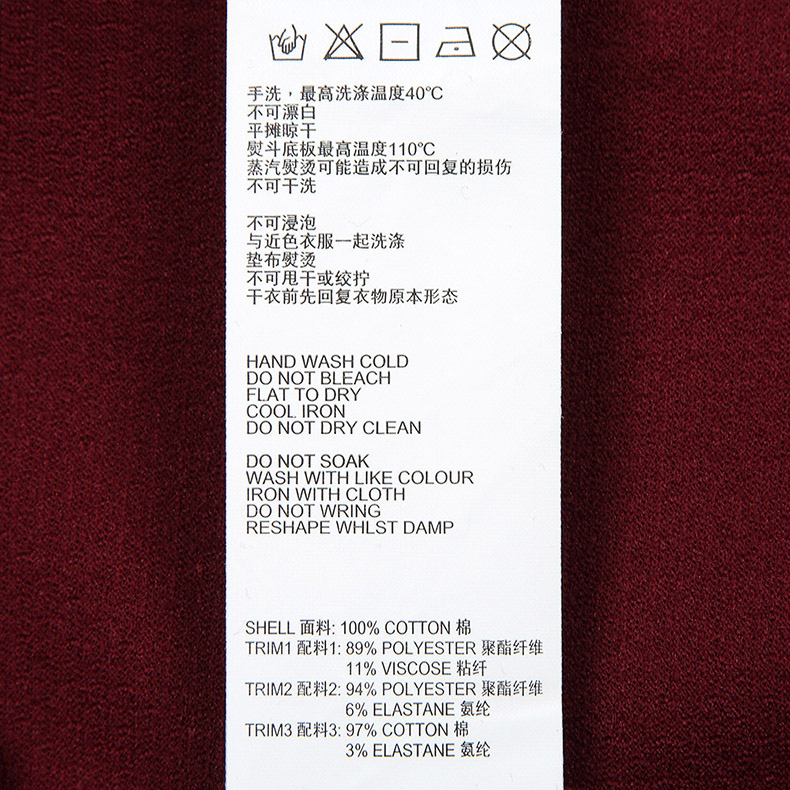 手洗，最高洗涤温度40℃
不可漂白
平摊晾干
熨斗底板最高温度110℃
蒸汽熨烫可能造成不可回复的损伤
不可干洗
不可浸泡
与近色衣服一起洗涤
垫布熨烫
不可甩干或绞拧
干衣前先回复衣物原本形态
HAND WASH COLD
DO NOT BLEACH
FLAT TO DRY
COOL IRON
DO NOT DRY CLEAN
DO NOT SOAK
WASH WITH LIKE COLOUR
IRON WITH CLOTH
DO NOT WRING
RESHAPE WHLST DAMP
SHELL 面料: 100% COTTON 棉
TRIM1 配料1: 89% POLYESTER 聚酯纤维
11% VISCOSE 粘纤
TRIM2 配料2: 94% POLYESTER 聚酯纤维
6% ELASTANE 氨纶
TRIM3 配料3: 97% COTTON 棉
3% ELASTANE 氨纶